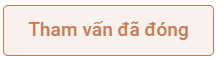 Tham vấn đã đóng